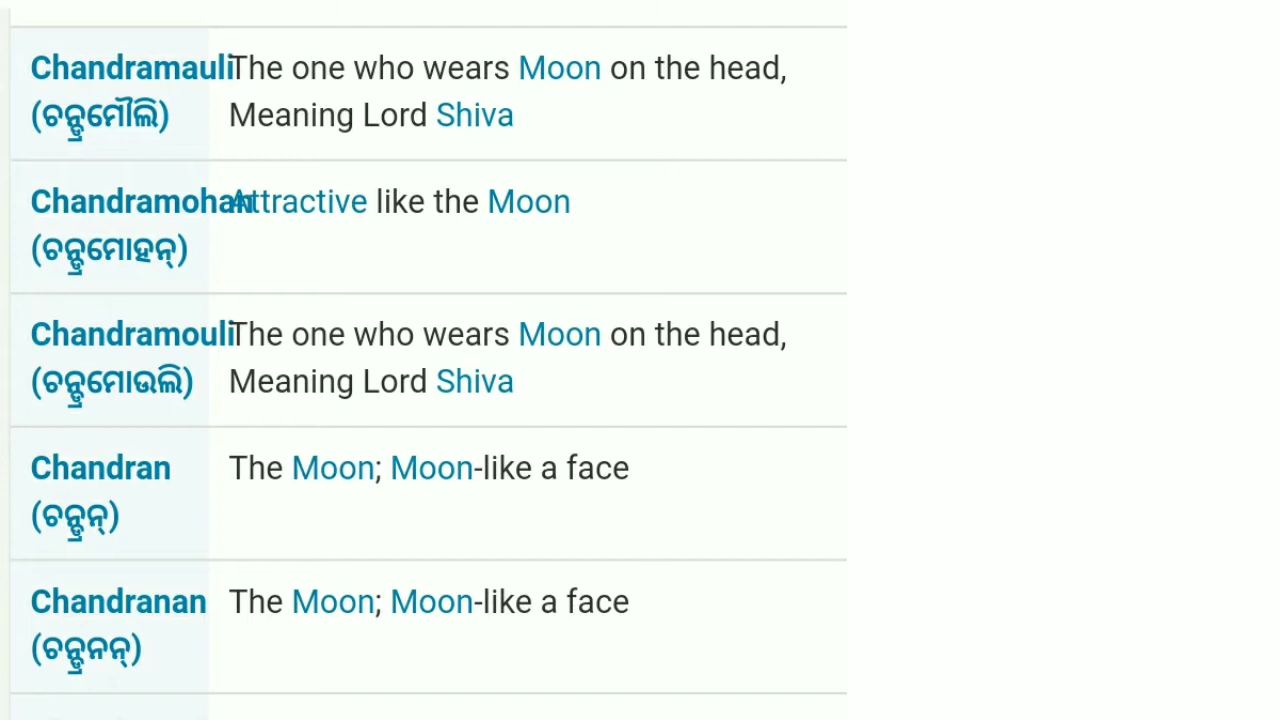 Chandramauli The one who wears Moon on the head,
(ଚନ୍ଦ୍ରମୌଲି) Meaning Lord Shiva
Chandramohan Attractive like the Moon
(ଚନ୍ଦ୍ରମୋହନ୍)
Chandramouli The one who wears Moon on the head,
(ଚନ୍ଦ୍ରମୋଉଲି) Meaning Lord Shiva
Chandran The Moon; Moon-like a face
(ଚନ୍ଦ୍ରନ୍)
Chandranan The Moon; Moon-like a face
(ଚନ୍ଦ୍ରନନ୍)